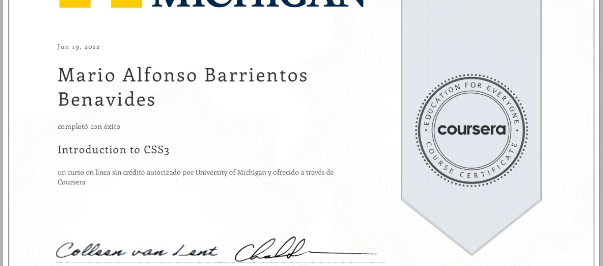 MICHIGAN
Jun 19, 2022
Mario Alfonso Barrientos
Benavides
completó con éxito
Introduction to CSS3
un curso en línea sin crédito autorizado por University of Michigan y ofrecido a través de
Coursera
EDUCATION FOR EVERYONE
coursera
COURSE CERTIFICATE
Colleen van Lent